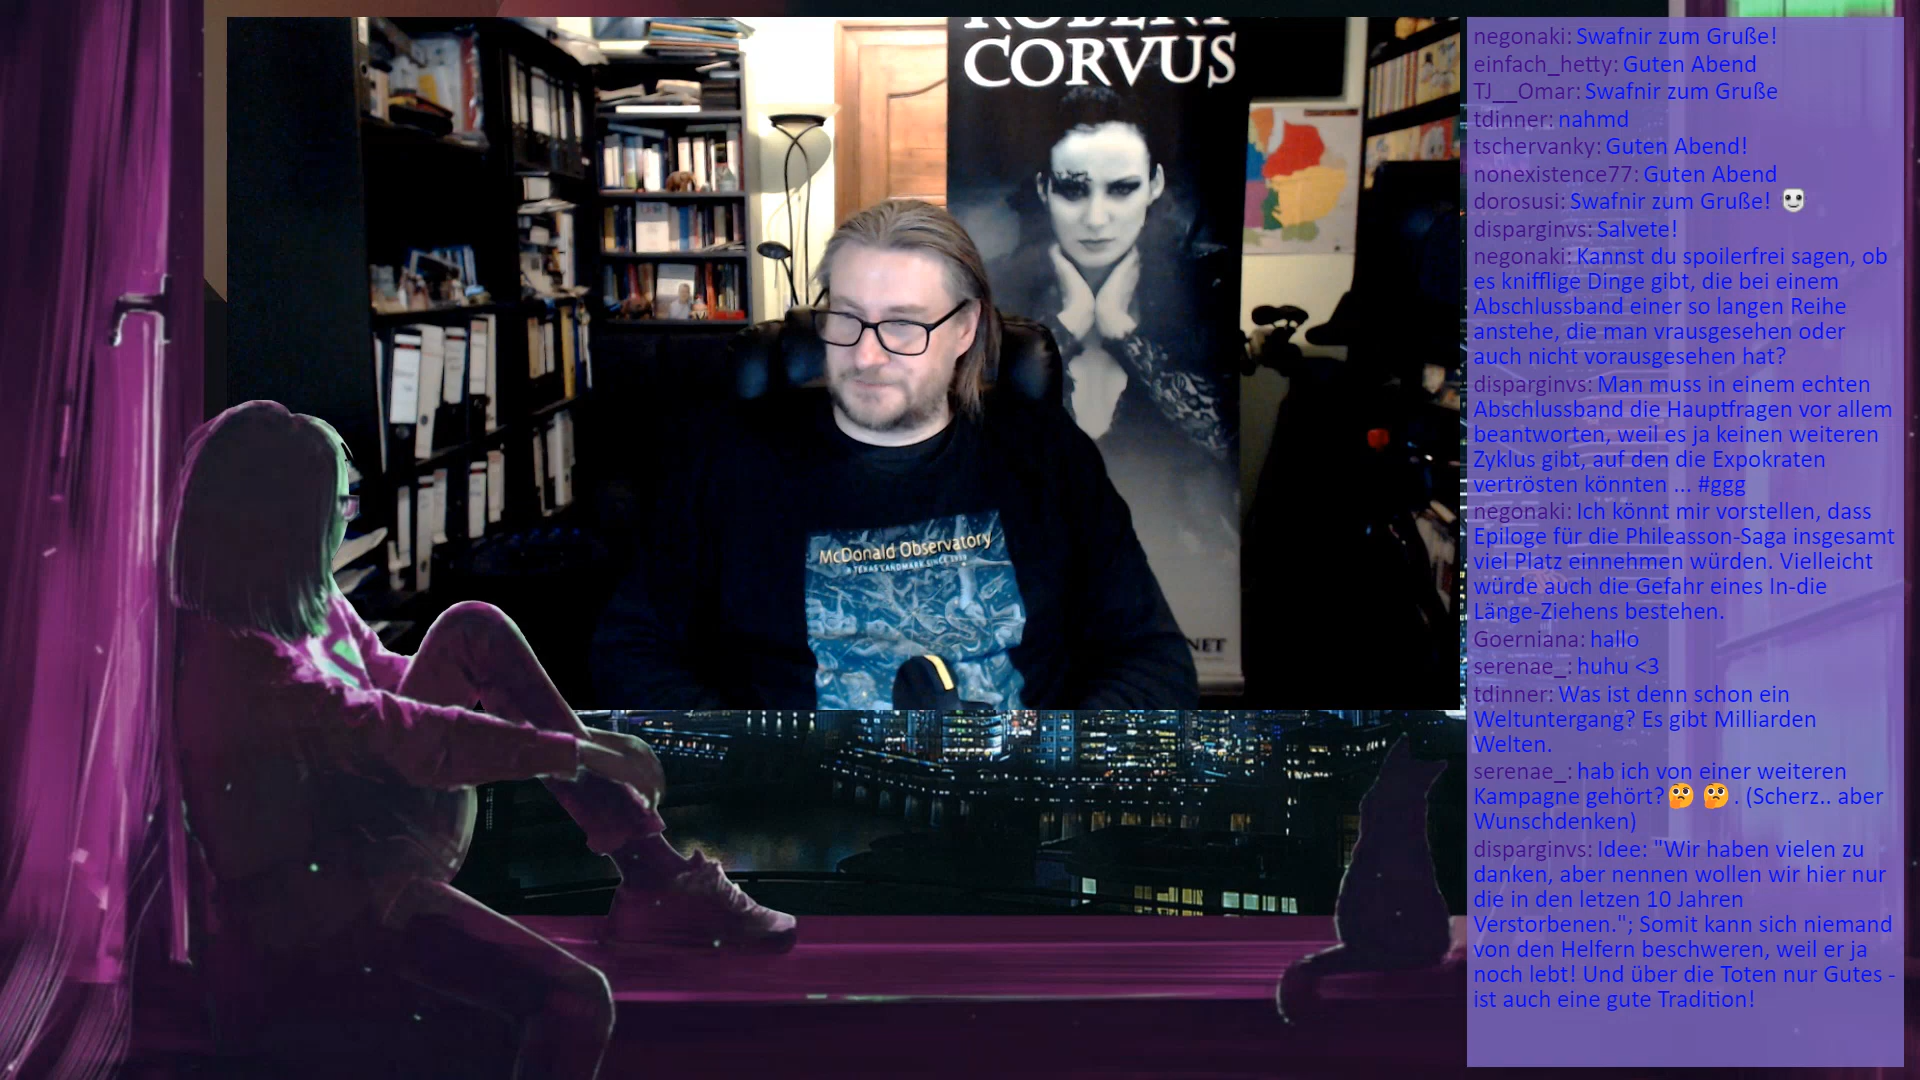 ROBERT
CORVUS
McDonald Observatory
A TEXAS LANDMARK SINCE 1939
NET
negonaki: Swafnir zum Gruße!
einfach_hetty: Guten Abend
TJ__Omar: Swafnir zum Gruße
tdinner: nahmd
tschervanky: Guten Abend!
nonexistence77: Guten Abend
dorosusi: Swafnir zum Gruße!
disparginvs: Salvete!
negonaki: Kannst du spoilerfrei sagen, ob
es knifflige Dinge gibt, die bei einem
Abschlussband einer so langen Reihe
anstehe, die man vrausgesehen oder
auch nicht vorausgesehen hat?
disparginvs: Man muss in einem echten
Abschlussband die Hauptfragen vor allem
beantworten, weil es ja keinen weiteren
Zyklus gibt, auf den die Expokraten
vertrösten könnten ... #ggg
negonaki: Ich könnt mir vorstellen, dass
Epiloge für die Phileasson-Saga insgesamt
viel Platz einnehmen würden. Vielleicht
würde auch die Gefahr eines In-die
Länge-Ziehens bestehen.
Goerniana: hallo
serenae_: huhu <3
tdinner: Was ist denn schon ein
Weltuntergang? Es gibt Milliarden
Welten.
serenae_: hab ich von einer weiteren
Kampagne gehört?🤔 🤔 . (Scherz.. aber
Wunschdenken)
disparginvs: Idee: "Wir haben vielen zu
danken, aber nennen wollen wir hier nur
die in den letzen 10 Jahren
Verstorbenen."; Somit kann sich niemand
von den Helfern beschweren, weil er ja
noch lebt! Und über die Toten nur Gutes -
ist auch eine gute Tradition!